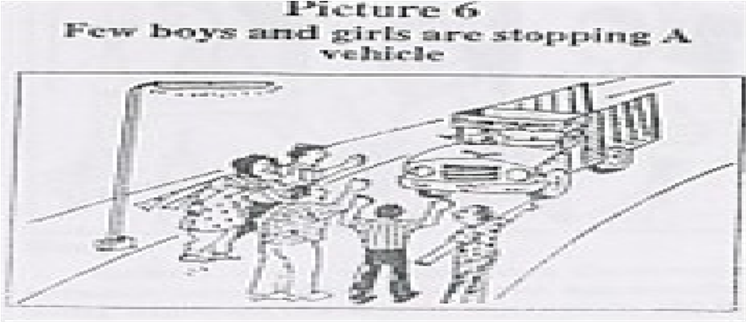 Picture 6
Few boys and girls are stopping A
vehicle